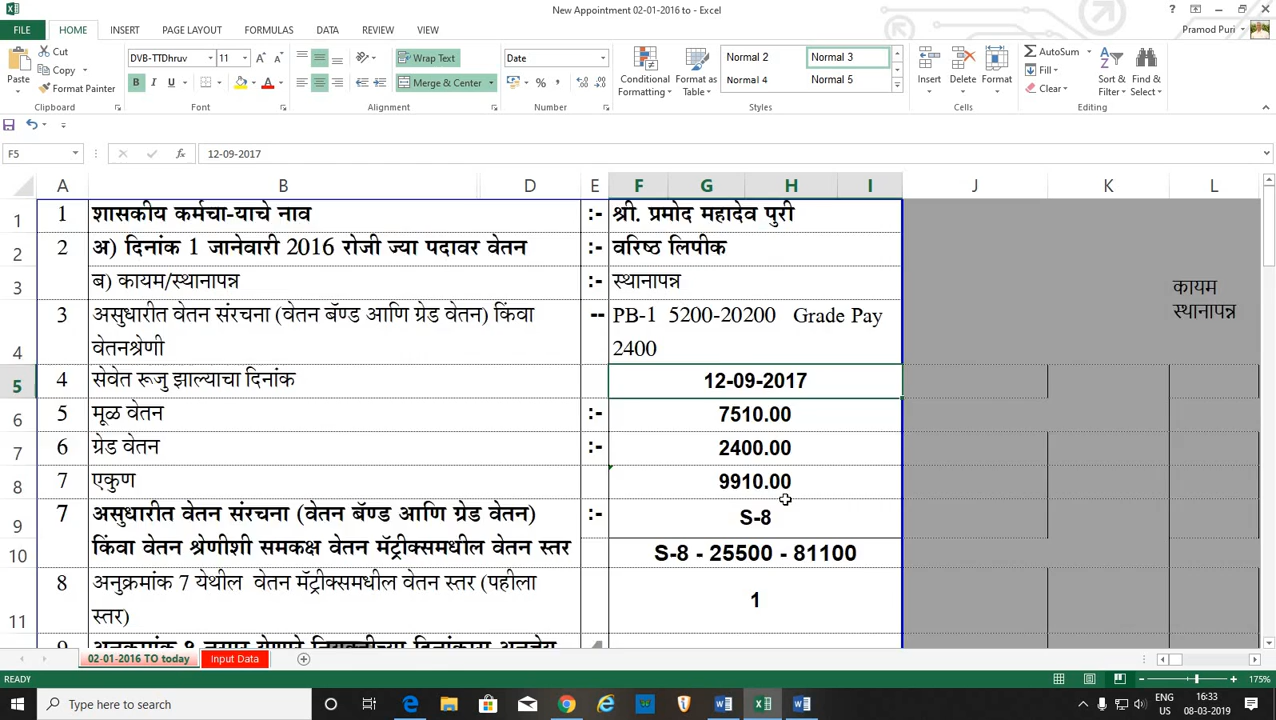 New Appointment 02-01-2016 to - Excel
FILE HOME INSERT PAGE LAYOUT FORMULAS DATA REVIEW VIEW Pramod Puri
Cut
Copy
Format Painter
Paste
Clipboard
DVB-TTDhruv 11
B I U
Font
Wrap Text
Merge & Center
Alignment
Date
Number
Conditional Formatting
Format as Table
Normal 2 Normal 3
Normal 4 Normal 5
Styles
Insert Delete Format
Cells
AutoSum
Fill
Clear
Sort & Filter
Find & Select
Editing
F5 12-09-2017
A B D E F G H I J K L
1 1 शासकीय कर्मचा-याचे नाव :- श्री. प्रमोद महादेव पुरी
2 2 अ) दिनांक 1 जानेवारी 2016 रोजी ज्या पदावर वेतन :- वरिष्ठ लिपीक
3 ब) कायम/स्थानापन्न :- स्थानापन्न कायम
स्थानापन्न
3 असुधारीत वेतन संरचना (वेतन बॅण्ड आणि ग्रेड वेतन) किंवा -- PB-1 5200-20200 Grade Pay
4 वेतनश्रेणी 2400
5 4 सेवेत रूजु झाल्याचा दिनांक 12-09-2017
6 5 मूळ वेतन :- 7510.00
7 6 ग्रेड वेतन :- 2400.00
8 7 एकुण 9910.00
9 7 असुधारीत वेतन संरचना (वेतन बॅण्ड आणि ग्रेड वेतन) :- S-8
10 किंवा वेतन श्रेणीशी समकक्ष वेतन मॅट्रीक्समधील वेतन स्तर S-8 - 25500 - 81100
8 अनुक्रमांक 7 येथील वेतन मॅट्रीक्समधील वेतन स्तर (पहीला 1
11 स्तर)
02-01-2016 TO today Input Data
READY 175%
Type here to search
ENG
US
16:33
08-03-2019